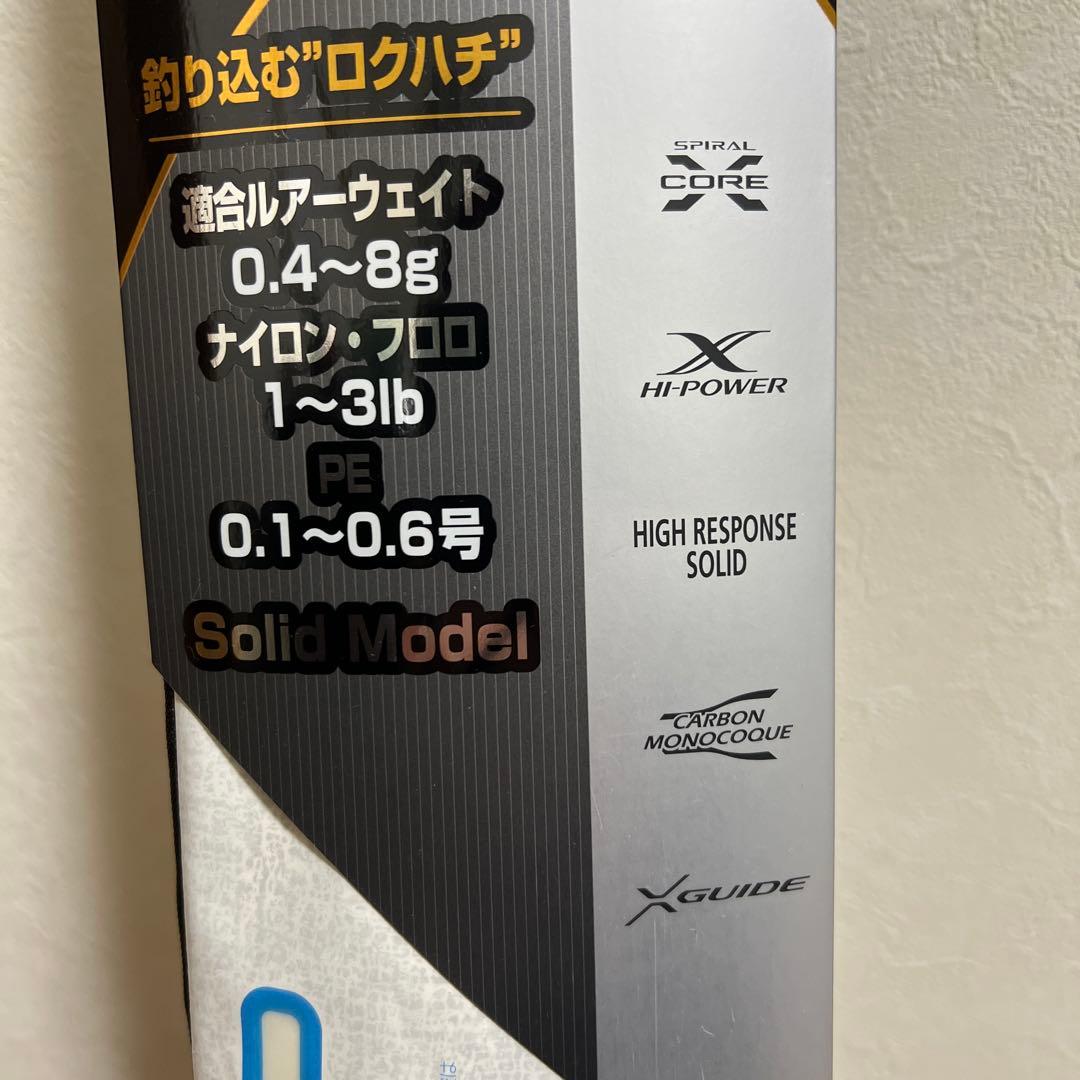 釣り込む”ロクハチ”
適合ルアーウェイト
0.4〜8g
ナイロン・フロロ
1〜3lb
PE
0.1〜0.6号
Solid Model
SPIRAL
X CORE
X
HI-POWER
HIGH RESPONSE
SOLID
CARBON
MONOCOQUE
XGUIDE